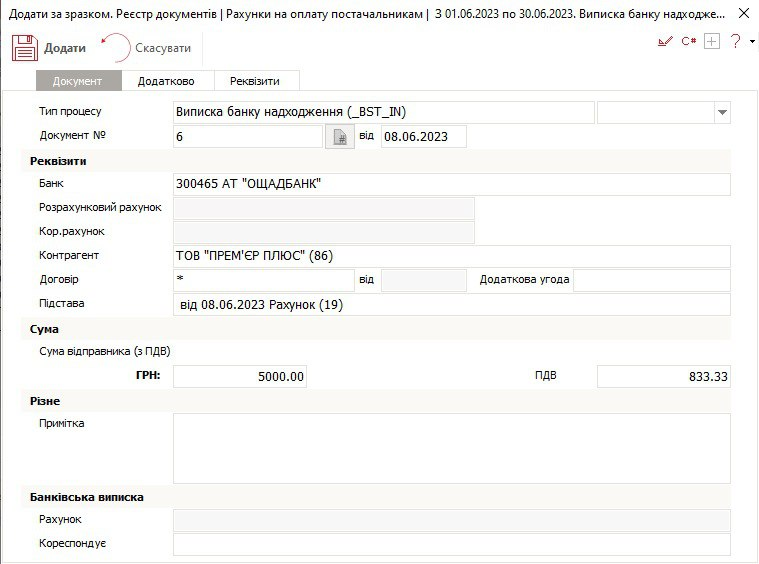 Додати за зразком. Реєстр документів | Рахунки на оплату постачальникам | З 01.06.2023 по 30.06.2023. Виписка банку надходже...
Додати Скасувати C# ?
Документ Додатково Реквізити
Тип процесу Виписка банку надходження (_BST_IN)
Документ № 6 # від 08.06.2023
Реквізити
Банк 300465 АТ "ОЩАДБАНК"
Розрахунковий рахунок
Кор.рахунок
Контрагент ТОВ "ПРЕМ'ЄР ПЛЮС" (86)
Договір * від Додаткова угода
Підстава від 08.06.2023 Рахунок (19)
Сума
Сума відправника (з ПДВ)
ГРН: 5000.00 ПДВ 833.33
Різне
Примітка
Банківська виписка
Рахунок
Кореспондує